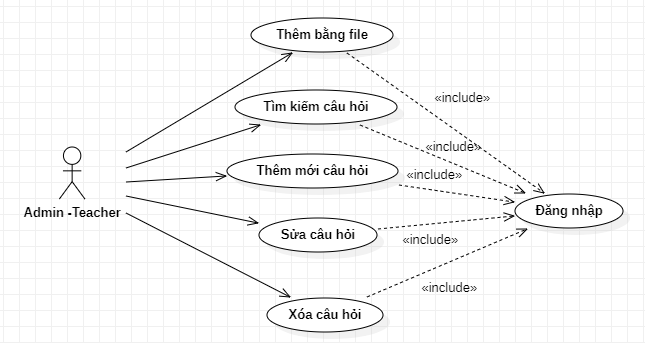 Thêm bằng file
«include»
Tìm kiếm câu hỏi
«include»
Thêm mới câu hỏi
«include»
Admin -Teacher
Đăng nhập
Sửa câu hỏi
«include»
«include»
Xóa câu hỏi